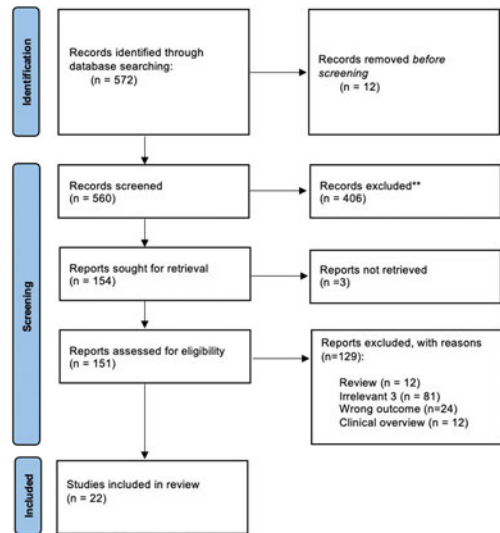 Identification
Records identified through
database searching:
(n = 572)
Records removed before
screening
(n = 12)
Screening
Records screened
(n = 560)
Records excluded**
(n = 406)
Reports sought for retrieval
(n = 154)
Reports not retrieved
(n =3)
Reports assessed for eligibility
(n = 151)
Reports excluded, with reasons
(n=129):
Review (n = 12)
Irrelevant 3 (n = 81)
Wrong outcome (n=24)
Clinical overview (n = 12)
Included
Studies included in review
(n = 22)